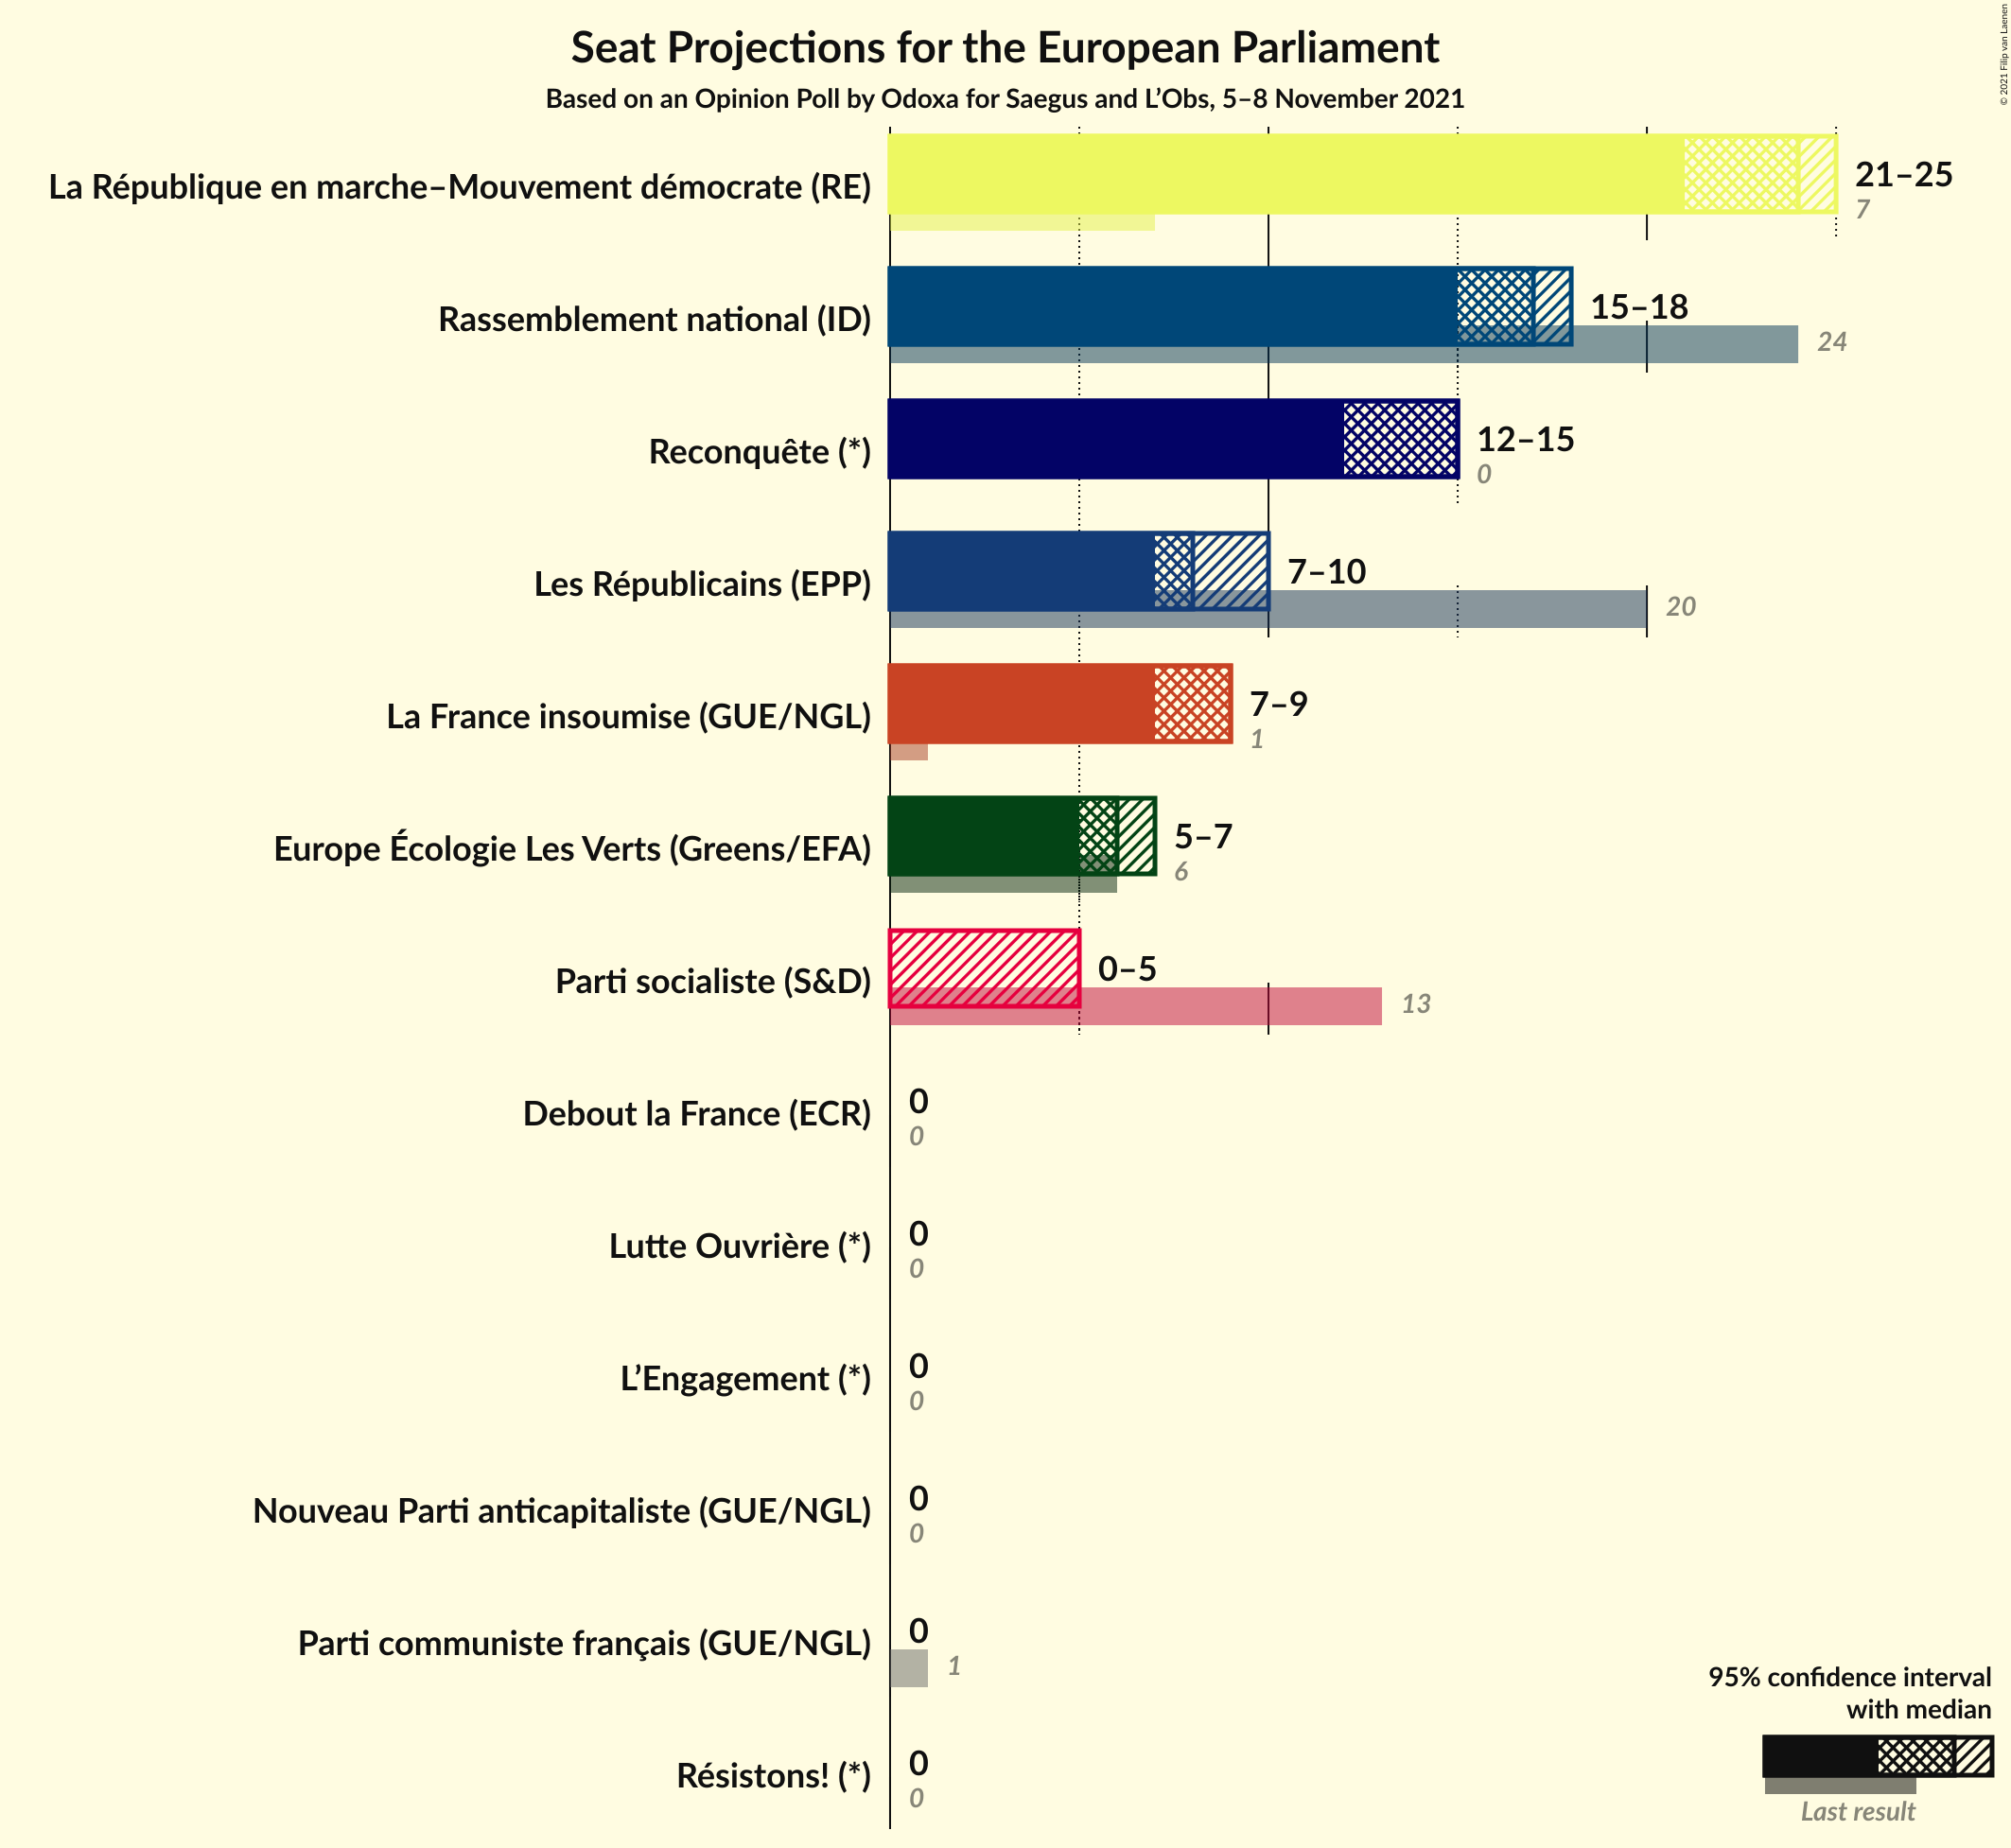 Seat Projections for the European Parliament
Based on an Opinion Poll by Odoxa for Saegus and L’Obs, 5–8 November 2021
© 2021 Filip van Laenen
La République en marche–Mouvement démocrate (RE)
21–25
7
Rassemblement national (ID)
15–18
24
Reconquête (*)
12–15
0
Les Républicains (EPP)
7–10
20
La France insoumise (GUE/NGL)
7–9
1
Europe Écologie Les Verts (Greens/EFA)
5–7
6
Parti socialiste (S&D)
0–5
13
Debout la France (ECR)
0
0
Lutte Ouvrière (*)
0
0
L’Engagement (*)
0
0
Nouveau Parti anticapitaliste (GUE/NGL)
0
0
Parti communiste français (GUE/NGL)
0
1
Résistons! (*)
0
0
95% confidence interval
with median
Last result